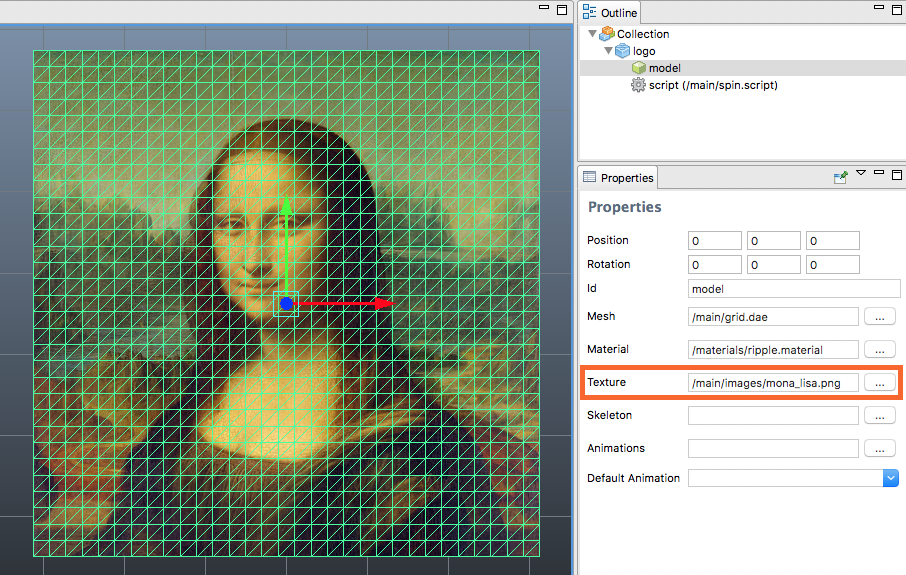 Outline
Collection
logo
model
script (/main/spin.script)
Properties
Properties
Position 0 0 0
Rotation 0 0 0
Id model
Mesh /main/grid.dae ...
Material /materials/ripple.material ...
Texture /main/images/mona_lisa.png ...
Skeleton ...
Animations ...
Default Animation